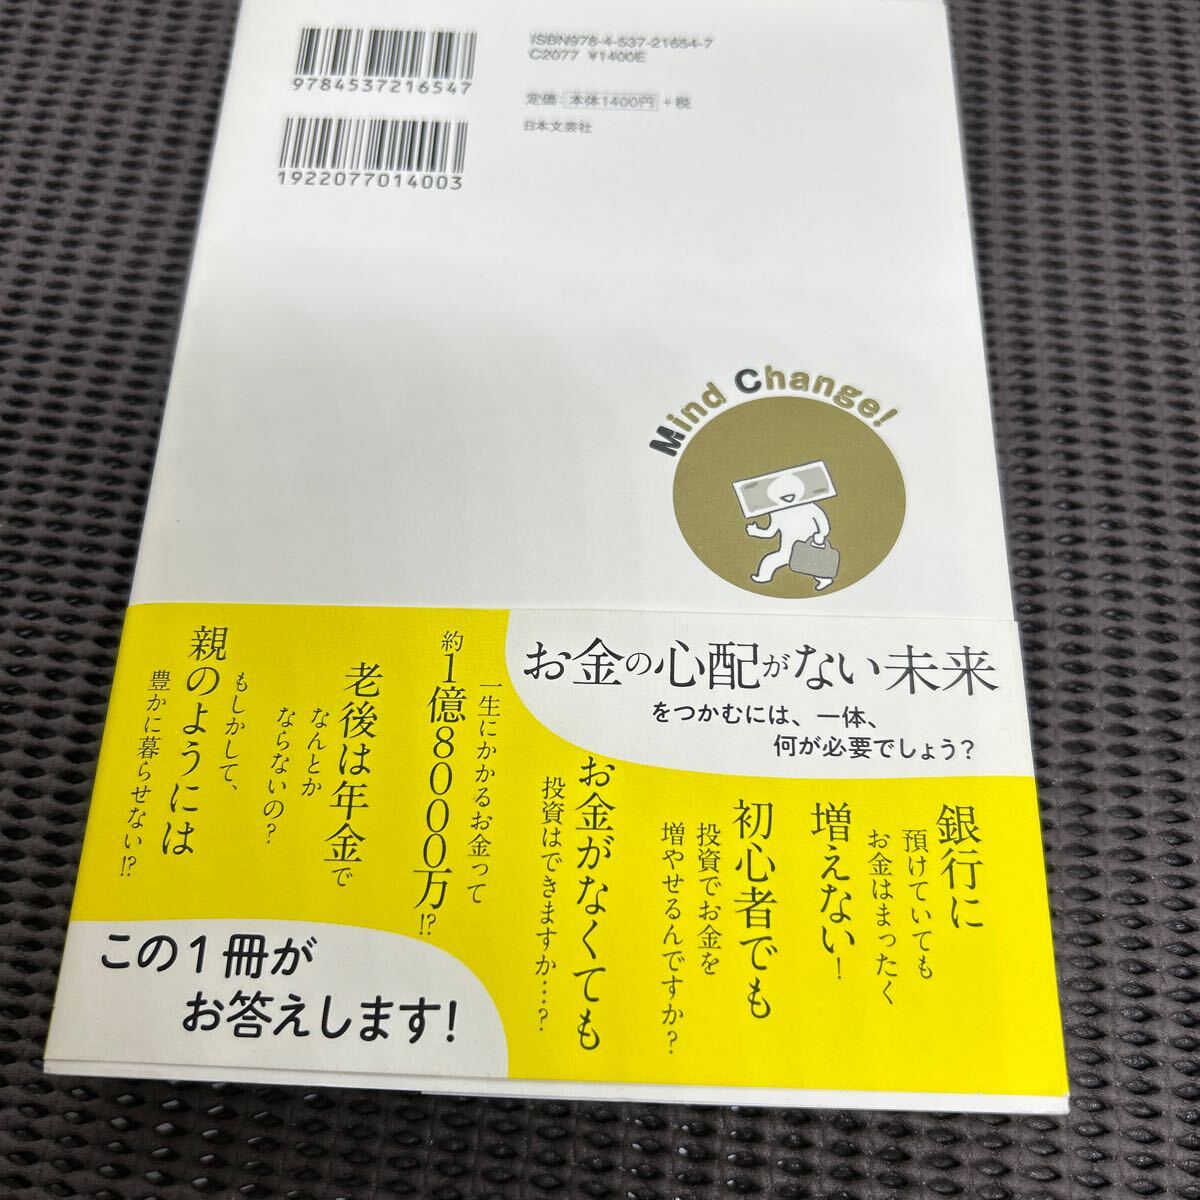 ISBN978-4-537-21654-7
C2077 ¥1400E
9784537216547
定価：本体1400円＋税
日本文芸社
1922077014003
Mind Change!
お金の心配がない未来
をつかむには、一体、
何が必要でしょう？
銀行に
預けていても
お金はまったく
増えない！
初心者でも
投資でお金を
増やせるんですか？
お金がなくても
投資はできますか…？
一生にかかるお金って
約1億8000万⁉
老後は年金で
なんとか
ならないの？
親のようには
もしかして、
豊かに暮らせない⁉
この1冊が
お答えします！